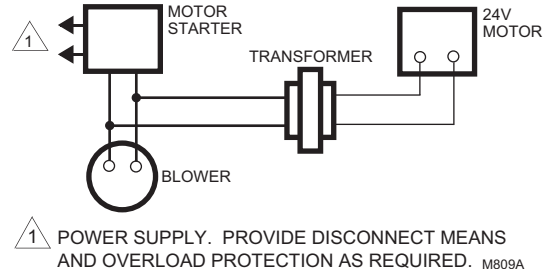 MOTOR
STARTER
24V
MOTOR
1
TRANSFORMER
BLOWER
1 POWER SUPPLY. PROVIDE DISCONNECT MEANS
AND OVERLOAD PROTECTION AS REQUIRED. M809A